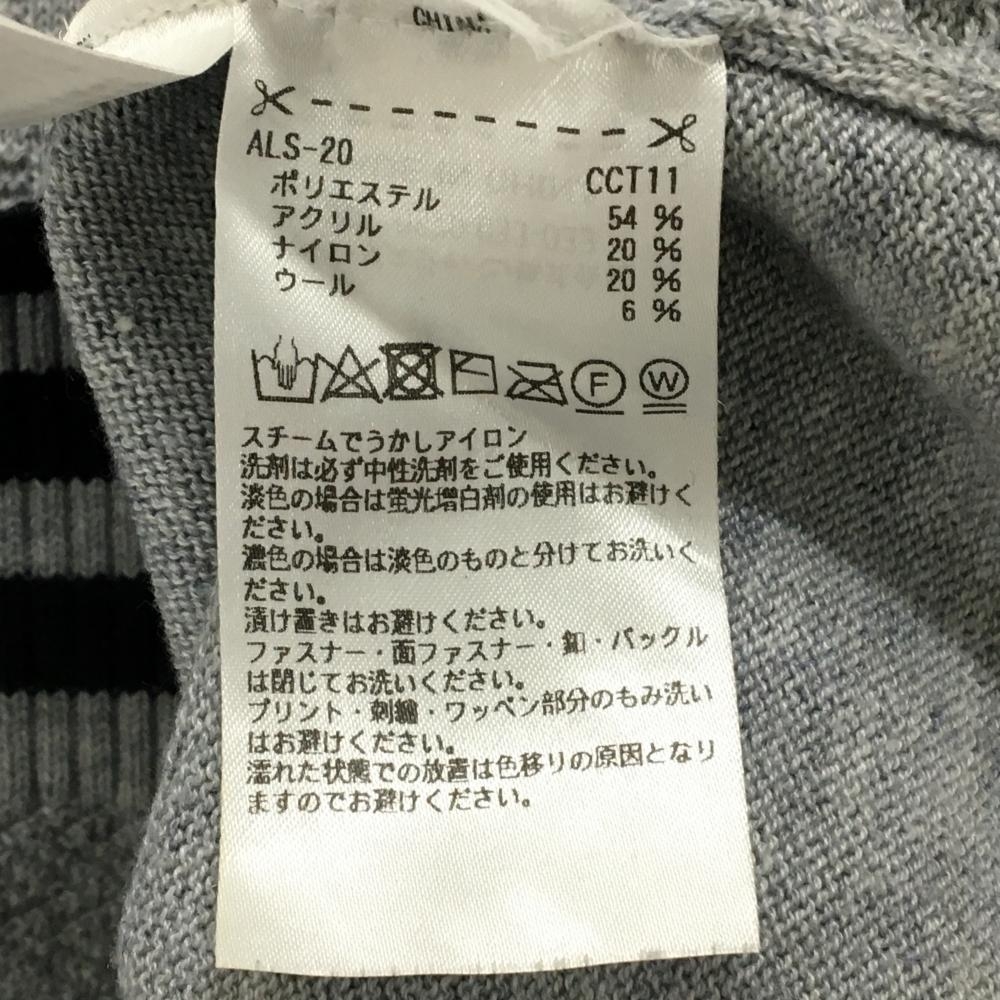 CHINA
ALS-20 CCT11
ポリエステル 54 %
アクリル 20 %
ナイロン 20 %
ウール 6 %
F W
スチームでうかしアイロン
洗剤は必ず中性洗剤をご使用ください。
淡色の場合は蛍光増白剤の使用はお避けく
ださい。
濃色の場合は淡色のものと分けてお洗いく
ださい。
漬け置きはお避けください。
ファスナー・面ファスナー・釦・バックル
は閉じてお洗いください。
プリント・刺繍・ワッペン部分のもみ洗い
はお避けください。
濡れた状態での放置は色移りの原因となり
ますのでお避けください。